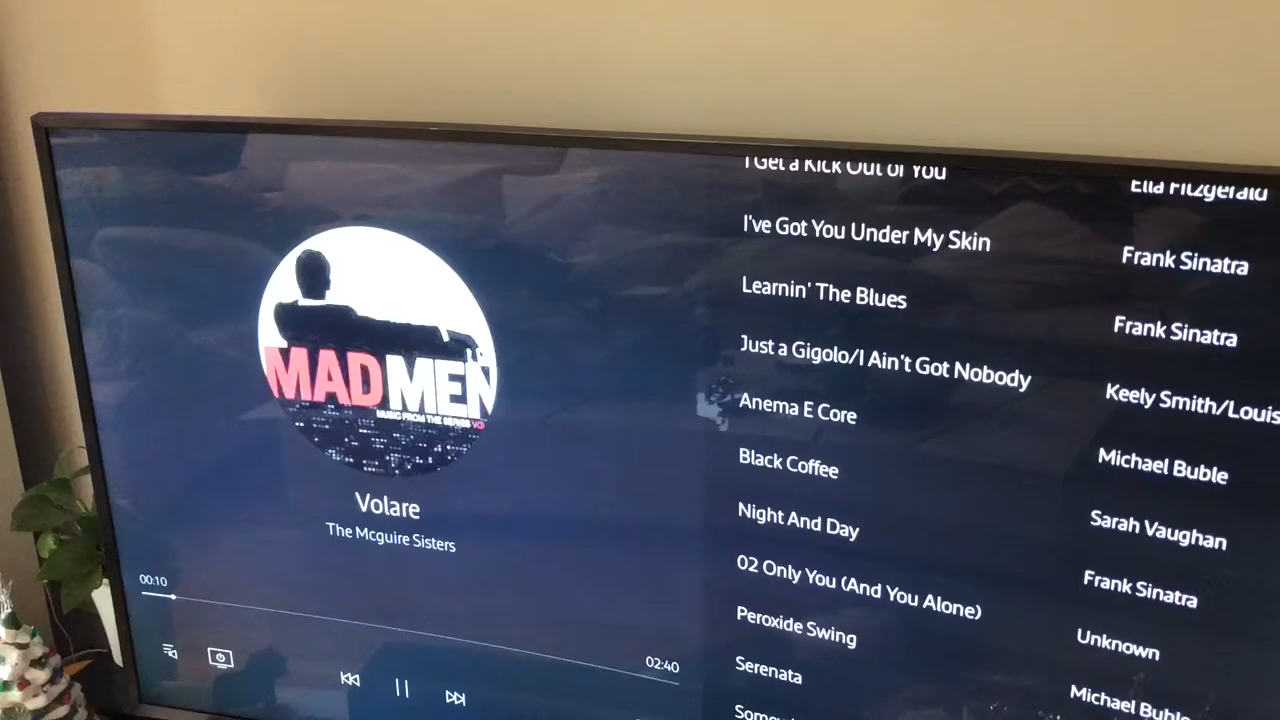 I Get a Kick Out of You
Ella Fitzgerald
I've Got You Under My Skin
Frank Sinatra
Learnin' The Blues
Frank Sinatra
Just a Gigolo/I Ain't Got Nobody
Keely Smith/Louis
Anema E Core
Michael Buble
Black Coffee
Sarah Vaughan
Night And Day
Frank Sinatra
02 Only You (And You Alone)
Unknown
Peroxide Swing
Michael Buble
Serenata
MAD MEN
MUSIC FROM THE SERIES
Volare
The Mcguire Sisters
00:10
02:40